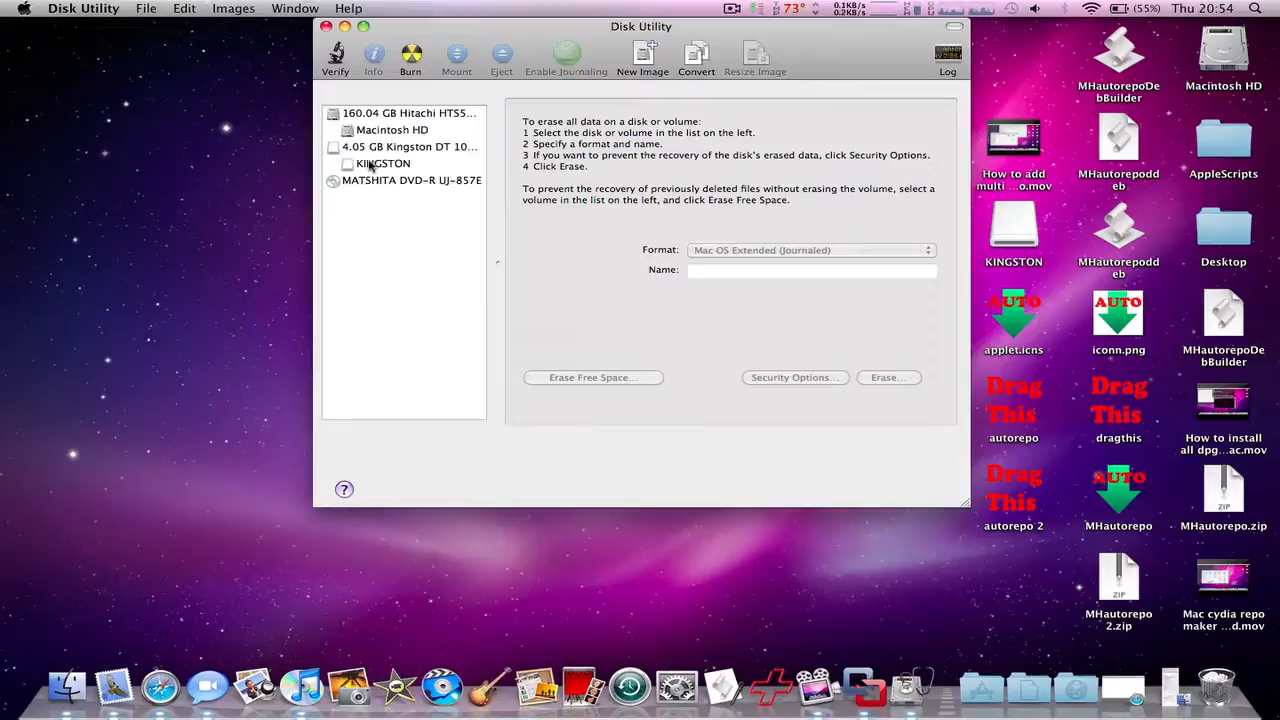 Disk Utility File Edit Images Window Help
73° 0.1KB/s
0.2KB/s
(55%) Thu 20:54
Disk Utility
Verify Info Burn Mount Eject Enable Journaling New Image Convert Resize Image Log
160.04 GB Hitachi HTS5...
Macintosh HD
4.05 GB Kingston DT 10...
KINGSTON
MATSHITA DVD-R UJ-857E
To erase all data on a disk or volume:
1 Select the disk or volume in the list on the left.
2 Specify a format and name.
3 If you want to prevent the recovery of the disk's erased data, click Security Options.
4 Click Erase.
To prevent the recovery of previously deleted files without erasing the volume, select a
volume in the list on the left, and click Erase Free Space.
Format: Mac OS Extended (Journaled)
Name:
Erase Free Space... Security Options... Erase...
?
MHautorepoDe
bBuilder
Macintosh HD
How to add
multi ...o.mov
MHautorepodd
eb
AppleScripts
KINGSTON
MHautorepodd
eb
Desktop
AUTO
applet.icns
AUTO
iconn.png
MHautorepoDe
bBuilder
Drag
This
autorepo
Drag
This
dragthis
How to install
all dpg...ac.mov
Drag
This
autorepo 2
AUTO
MHautorepo
ZIP
MHautorepo.zip
ZIP
MHautorepo
2.zip
Mac cydia repo
maker ...d.mov